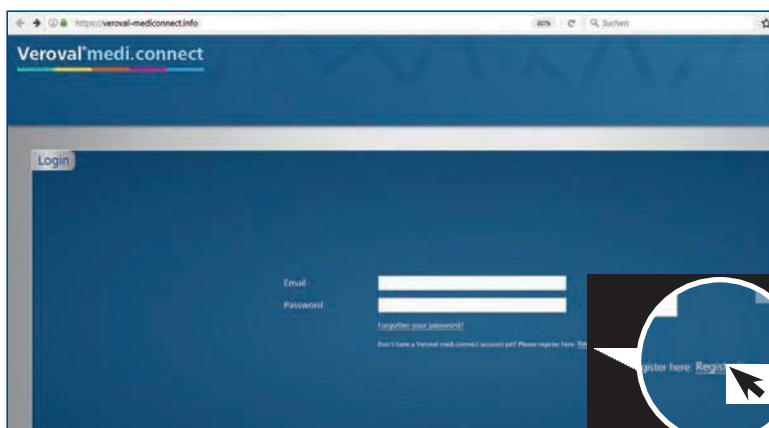 https://veroval-mediconnect.info
80%
Suchen
Veroval®medi.connect
Login
Email
Password
Forgotten your password?
Don't have a Veroval medi.connect account yet? Please register here:
gister here: